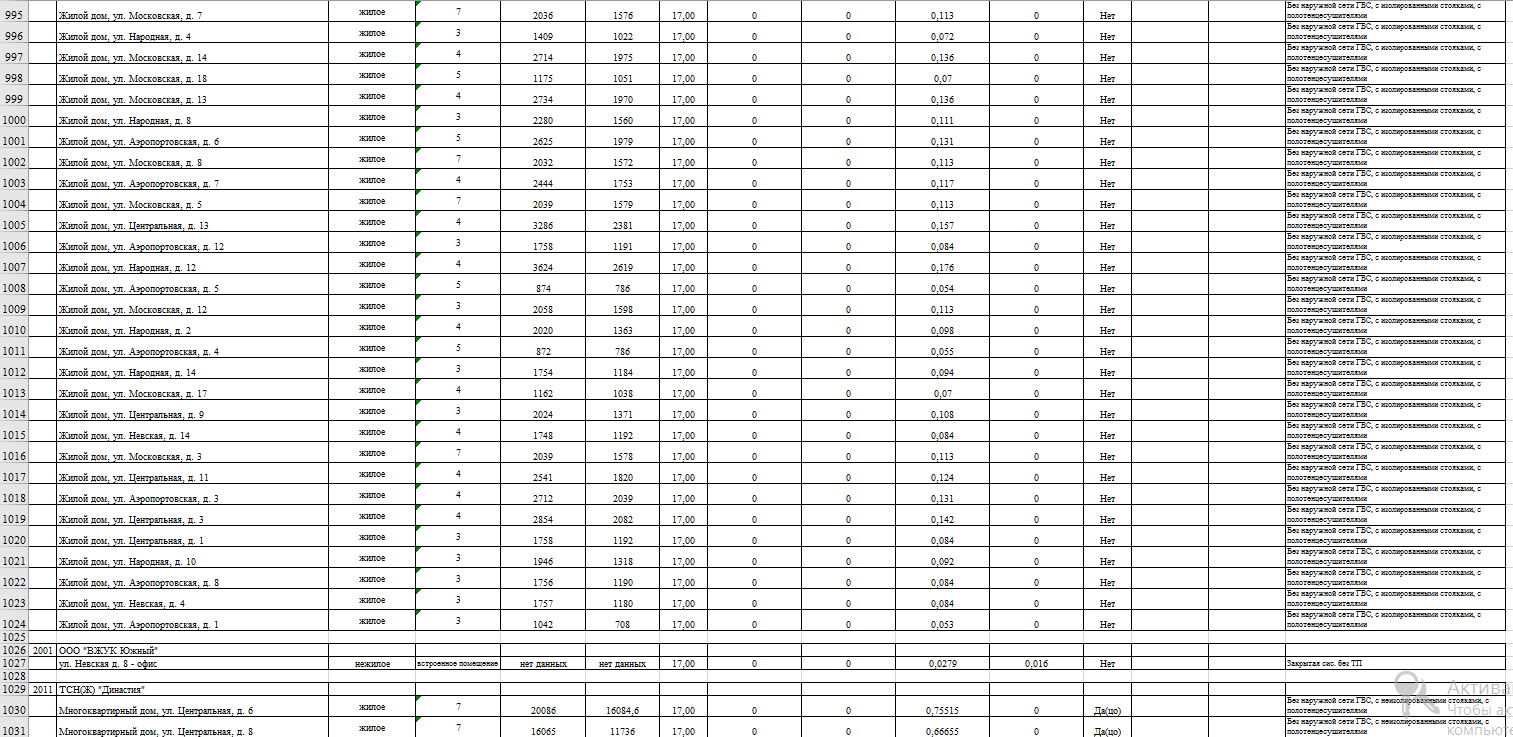 995 Жилой дом, ул. Московская, д. 7 жилое 7 2036 1576 17,00 0 0 0,113 0 Нет Без наружной сети ГВС, с изолированными стояками, с полотенцесушителями
996 Жилой дом, ул. Народная, д. 4 жилое 3 1409 1022 17,00 0 0 0,072 0 Нет Без наружной сети ГВС, с изолированными стояками, с полотенцесушителями
997 Жилой дом, ул. Московская, д. 14 жилое 4 2714 1975 17,00 0 0 0,136 0 Нет Без наружной сети ГВС, с изолированными стояками, с полотенцесушителями
998 Жилой дом, ул. Московская, д. 18 жилое 5 1175 1051 17,00 0 0 0,07 0 Нет Без наружной сети ГВС, с изолированными стояками, с полотенцесушителями
999 Жилой дом, ул. Московская, д. 13 жилое 4 2734 1970 17,00 0 0 0,136 0 Нет Без наружной сети ГВС, с изолированными стояками, с полотенцесушителями
1000 Жилой дом, ул. Народная, д. 8 жилое 3 2280 1560 17,00 0 0 0,111 0 Нет Без наружной сети ГВС, с изолированными стояками, с полотенцесушителями
1001 Жилой дом, ул. Аэропортовская, д. 6 жилое 5 2625 1979 17,00 0 0 0,131 0 Нет Без наружной сети ГВС, с изолированными стояками, с полотенцесушителями
1002 Жилой дом, ул. Московская, д. 8 жилое 7 2032 1572 17,00 0 0 0,113 0 Нет Без наружной сети ГВС, с изолированными стояками, с полотенцесушителями
1003 Жилой дом, ул. Аэропортовская, д. 7 жилое 4 2444 1753 17,00 0 0 0,117 0 Нет Без наружной сети ГВС, с изолированными стояками, с полотенцесушителями
1004 Жилой дом, ул. Московская, д. 5 жилое 7 2039 1579 17,00 0 0 0,113 0 Нет Без наружной сети ГВС, с изолированными стояками, с полотенцесушителями
1005 Жилой дом, ул. Центральная, д. 13 жилое 4 3286 2381 17,00 0 0 0,157 0 Нет Без наружной сети ГВС, с изолированными стояками, с полотенцесушителями
1006 Жилой дом, ул. Аэропортовская, д. 12 жилое 3 1758 1191 17,00 0 0 0,084 0 Нет Без наружной сети ГВС, с изолированными стояками, с полотенцесушителями
1007 Жилой дом, ул. Народная, д. 12 жилое 4 3624 2619 17,00 0 0 0,176 0 Нет Без наружной сети ГВС, с изолированными стояками, с полотенцесушителями
1008 Жилой дом, ул. Аэропортовская, д. 5 жилое 5 874 786 17,00 0 0 0,054 0 Нет Без наружной сети ГВС, с изолированными стояками, с полотенцесушителями
1009 Жилой дом, ул. Московская, д. 12 жилое 3 2058 1598 17,00 0 0 0,113 0 Нет Без наружной сети ГВС, с изолированными стояками, с полотенцесушителями
1010 Жилой дом, ул. Народная, д. 2 жилое 4 2020 1363 17,00 0 0 0,098 0 Нет Без наружной сети ГВС, с изолированными стояками, с полотенцесушителями
1011 Жилой дом, ул. Аэропортовская, д. 4 жилое 5 872 786 17,00 0 0 0,055 0 Нет Без наружной сети ГВС, с изолированными стояками, с полотенцесушителями
1012 Жилой дом, ул. Народная, д. 14 жилое 3 1754 1184 17,00 0 0 0,094 0 Нет Без наружной сети ГВС, с изолированными стояками, с полотенцесушителями
1013 Жилой дом, ул. Московская, д. 17 жилое 4 1162 1038 17,00 0 0 0,07 0 Нет Без наружной сети ГВС, с изолированными стояками, с полотенцесушителями
1014 Жилой дом, ул. Центральная, д. 9 жилое 3 2024 1371 17,00 0 0 0,108 0 Нет Без наружной сети ГВС, с изолированными стояками, с полотенцесушителями
1015 Жилой дом, ул. Невская, д. 14 жилое 4 1748 1192 17,00 0 0 0,084 0 Нет Без наружной сети ГВС, с изолированными стояками, с полотенцесушителями
1016 Жилой дом, ул. Московская, д. 3 жилое 7 2039 1578 17,00 0 0 0,113 0 Нет Без наружной сети ГВС, с изолированными стояками, с полотенцесушителями
1017 Жилой дом, ул. Центральная, д. 11 жилое 4 2541 1820 17,00 0 0 0,124 0 Нет Без наружной сети ГВС, с изолированными стояками, с полотенцесушителями
1018 Жилой дом, ул. Аэропортовская, д. 3 жилое 4 2712 2039 17,00 0 0 0,131 0 Нет Без наружной сети ГВС, с изолированными стояками, с полотенцесушителями
1019 Жилой дом, ул. Центральная, д. 3 жилое 4 2854 2082 17,00 0 0 0,142 0 Нет Без наружной сети ГВС, с изолированными стояками, с полотенцесушителями
1020 Жилой дом, ул. Центральная, д. 1 жилое 3 1758 1192 17,00 0 0 0,084 0 Нет Без наружной сети ГВС, с изолированными стояками, с полотенцесушителями
1021 Жилой дом, ул. Народная, д. 10 жилое 3 1946 1318 17,00 0 0 0,092 0 Нет Без наружной сети ГВС, с изолированными стояками, с полотенцесушителями
1022 Жилой дом, ул. Аэропортовская, д. 8 жилое 3 1756 1190 17,00 0 0 0,084 0 Нет Без наружной сети ГВС, с изолированными стояками, с полотенцесушителями
1023 Жилой дом, ул. Невская, д. 4 жилое 3 1757 1180 17,00 0 0 0,084 0 Нет Без наружной сети ГВС, с изолированными стояками, с полотенцесушителями
1024 Жилой дом, ул. Аэропортовская, д. 1 жилое 3 1042 708 17,00 0 0 0,053 0 Нет Без наружной сети ГВС, с изолированными стояками, с полотенцесушителями
1025
1026 2001 ООО "ВЖУК Южный"
1027 ул. Невская д. 8 - офис нежилое встроенное помещение нет данных нет данных 17,00 0 0 0,0279 0,016 Нет Закрытая сис. без ТП
1028
1029 2011 ТСН(Ж) "Династия"
1030 Многоквартирный дом, ул. Центральная, д. 6 жилое 7 20086 16084,6 17,00 0 0 0,75515 0 Да(цо) Без наружной сети ГВС, с неизолированными стояками, с полотенцесушителями
1031 Многоквартирный дом, ул. Центральная, д. 8 жилое 7 16065 11736 17,00 0 0 0,66655 0 Да(цо) Без наружной сети ГВС, с неизолированными стояками, с полотенцесушителями
Актива
Чтобы ак
компьюте